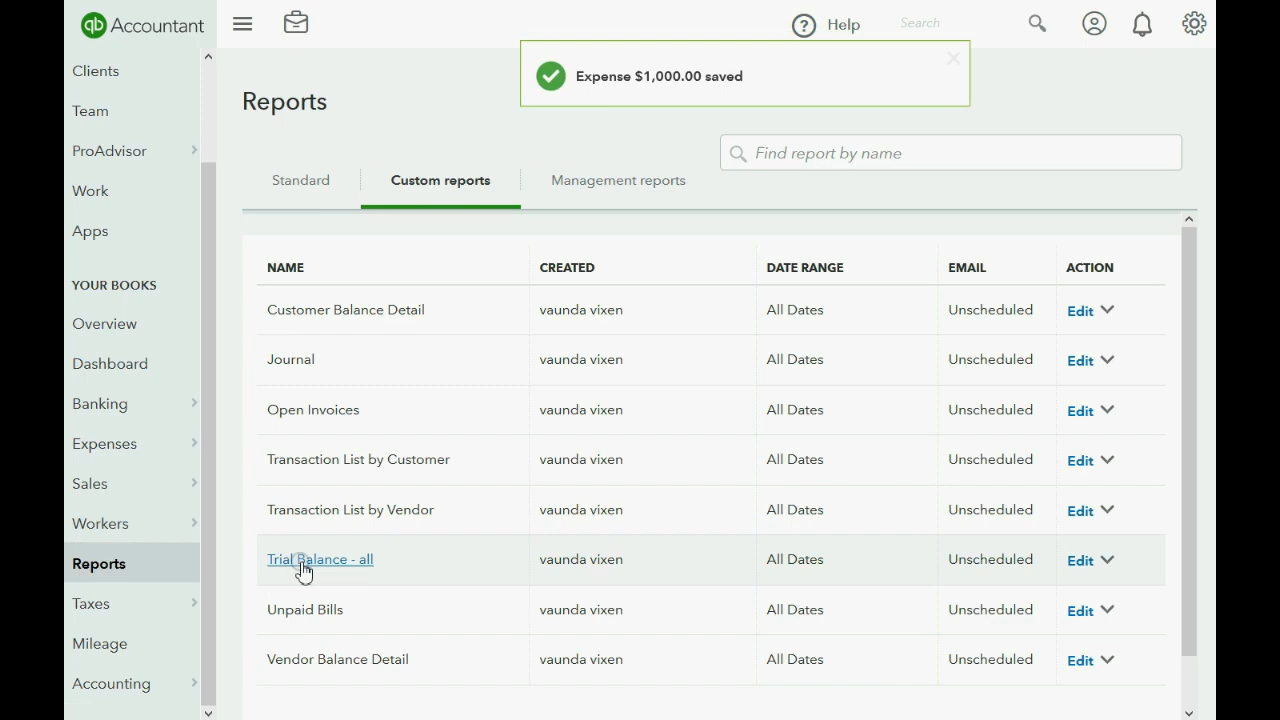 qb Accountant
Help
Search
Expense $1,000.00 saved
Clients
Team
ProAdvisor
Work
Apps
YOUR BOOKS
Overview
Dashboard
Banking
Expenses
Sales
Workers
Reports
Taxes
Mileage
Accounting
Reports
Find report by name
Standard
Custom reports
Management reports
NAME CREATED DATE RANGE EMAIL ACTION
Customer Balance Detail vaunda vixen All Dates Unscheduled Edit
Journal vaunda vixen All Dates Unscheduled Edit
Open Invoices vaunda vixen All Dates Unscheduled Edit
Transaction List by Customer vaunda vixen All Dates Unscheduled Edit
Transaction List by Vendor vaunda vixen All Dates Unscheduled Edit
Trial Balance - all vaunda vixen All Dates Unscheduled Edit
Unpaid Bills vaunda vixen All Dates Unscheduled Edit
Vendor Balance Detail vaunda vixen All Dates Unscheduled Edit